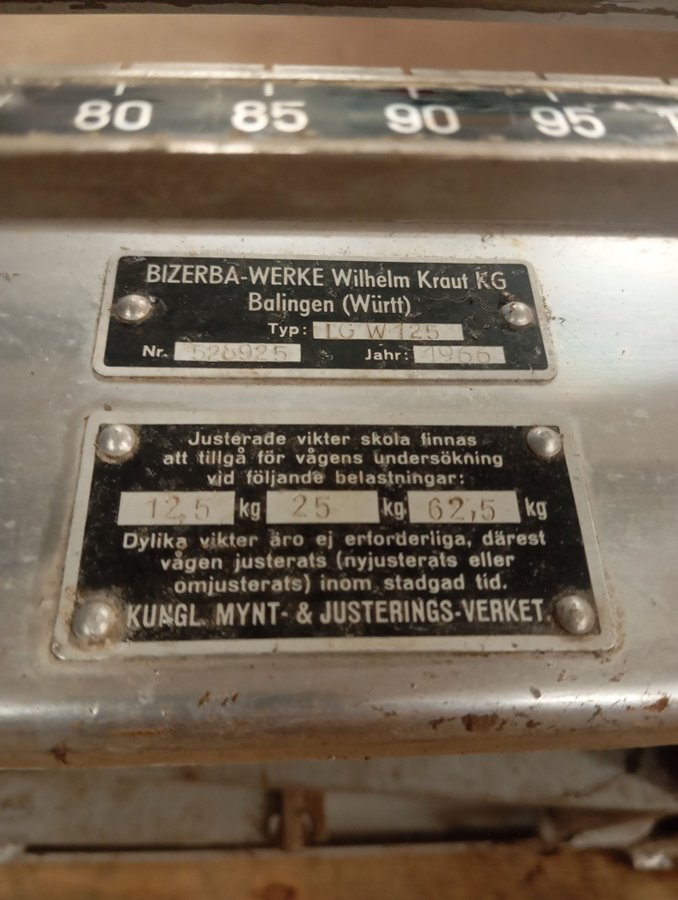 80 85 90 95
BIZERBA-WERKE Wilhelm Kraut KG
Balingen (Württ)
Typ: LG W 125
Nr. 528925 Jahr: 1966
Justerade vikter skola finnas
att tillgå för vågens undersökning
vid följande belastningar:
12,5 kg 25 kg 62,5 kg
Dylika vikter äro ej erforderliga, därest
vågen justerats (nyjusterats eller
omjusterats) inom stadgad tid.
KUNGL. MYNT- & JUSTERINGS-VERKET.